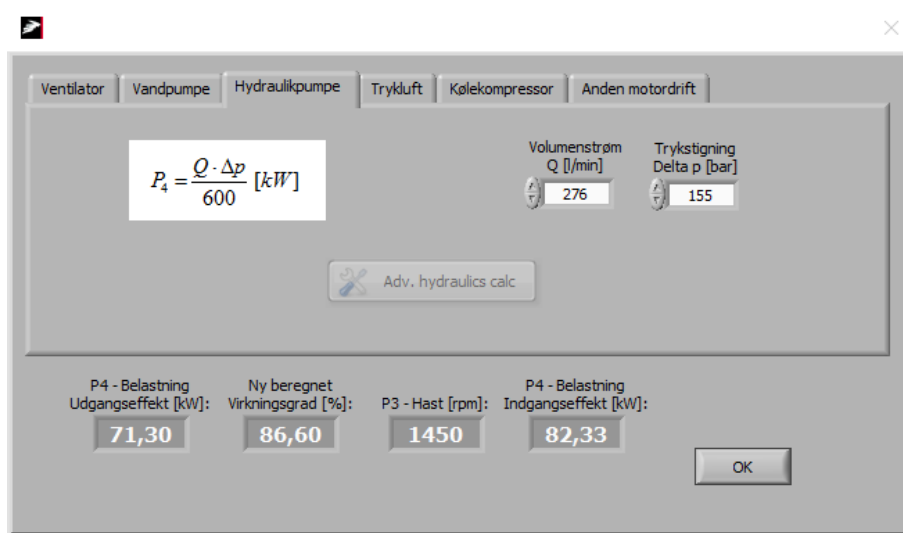 Ventilator Vandpumpe Hydraulikpumpe Trykluft Kølekompressor Anden motordrift
P₄ = Q · Δp / 600 [kW]
Volumenstrøm
Q [l/min]
276
Trykstigning
Delta p [bar]
155
Adv. hydraulics calc
P4 - Belastning
Udgangseffekt [kW]:
71,30
Ny beregnet
Virkningsgrad [%]:
86,60
P3 - Hast [rpm]:
1450
P4 - Belastning
Indgangseffekt [kW]:
82,33
OK